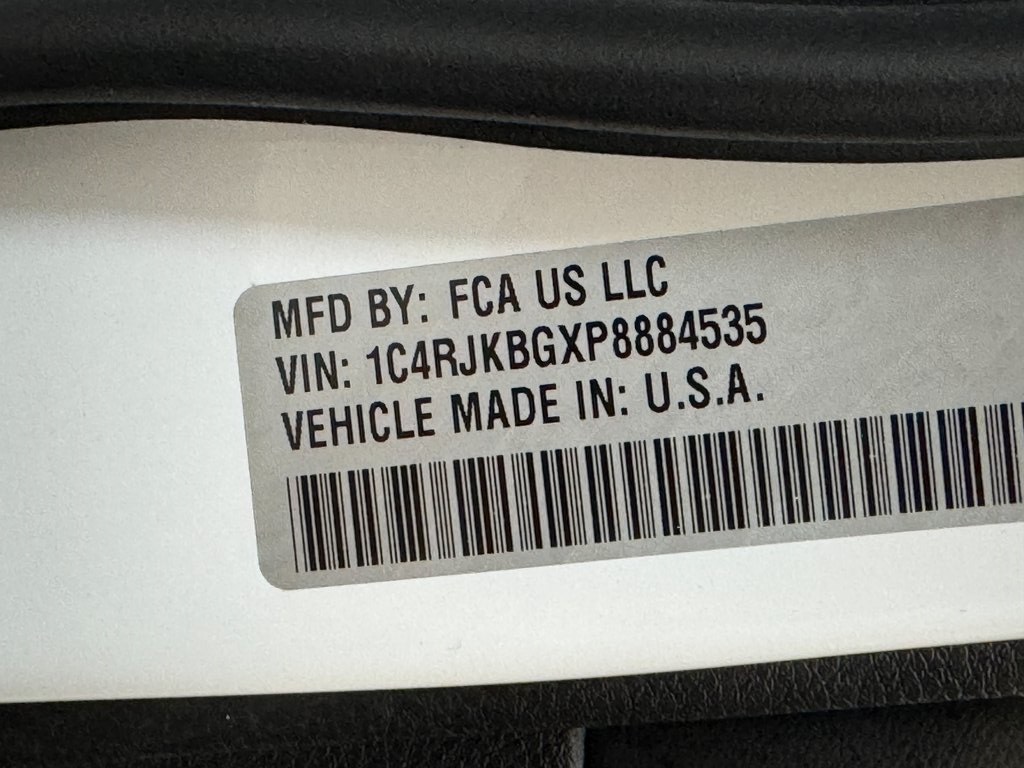 MFD BY: FCA US LLC
VIN: 1C4RJKBGXP8884535
VEHICLE MADE IN: U.S.A.